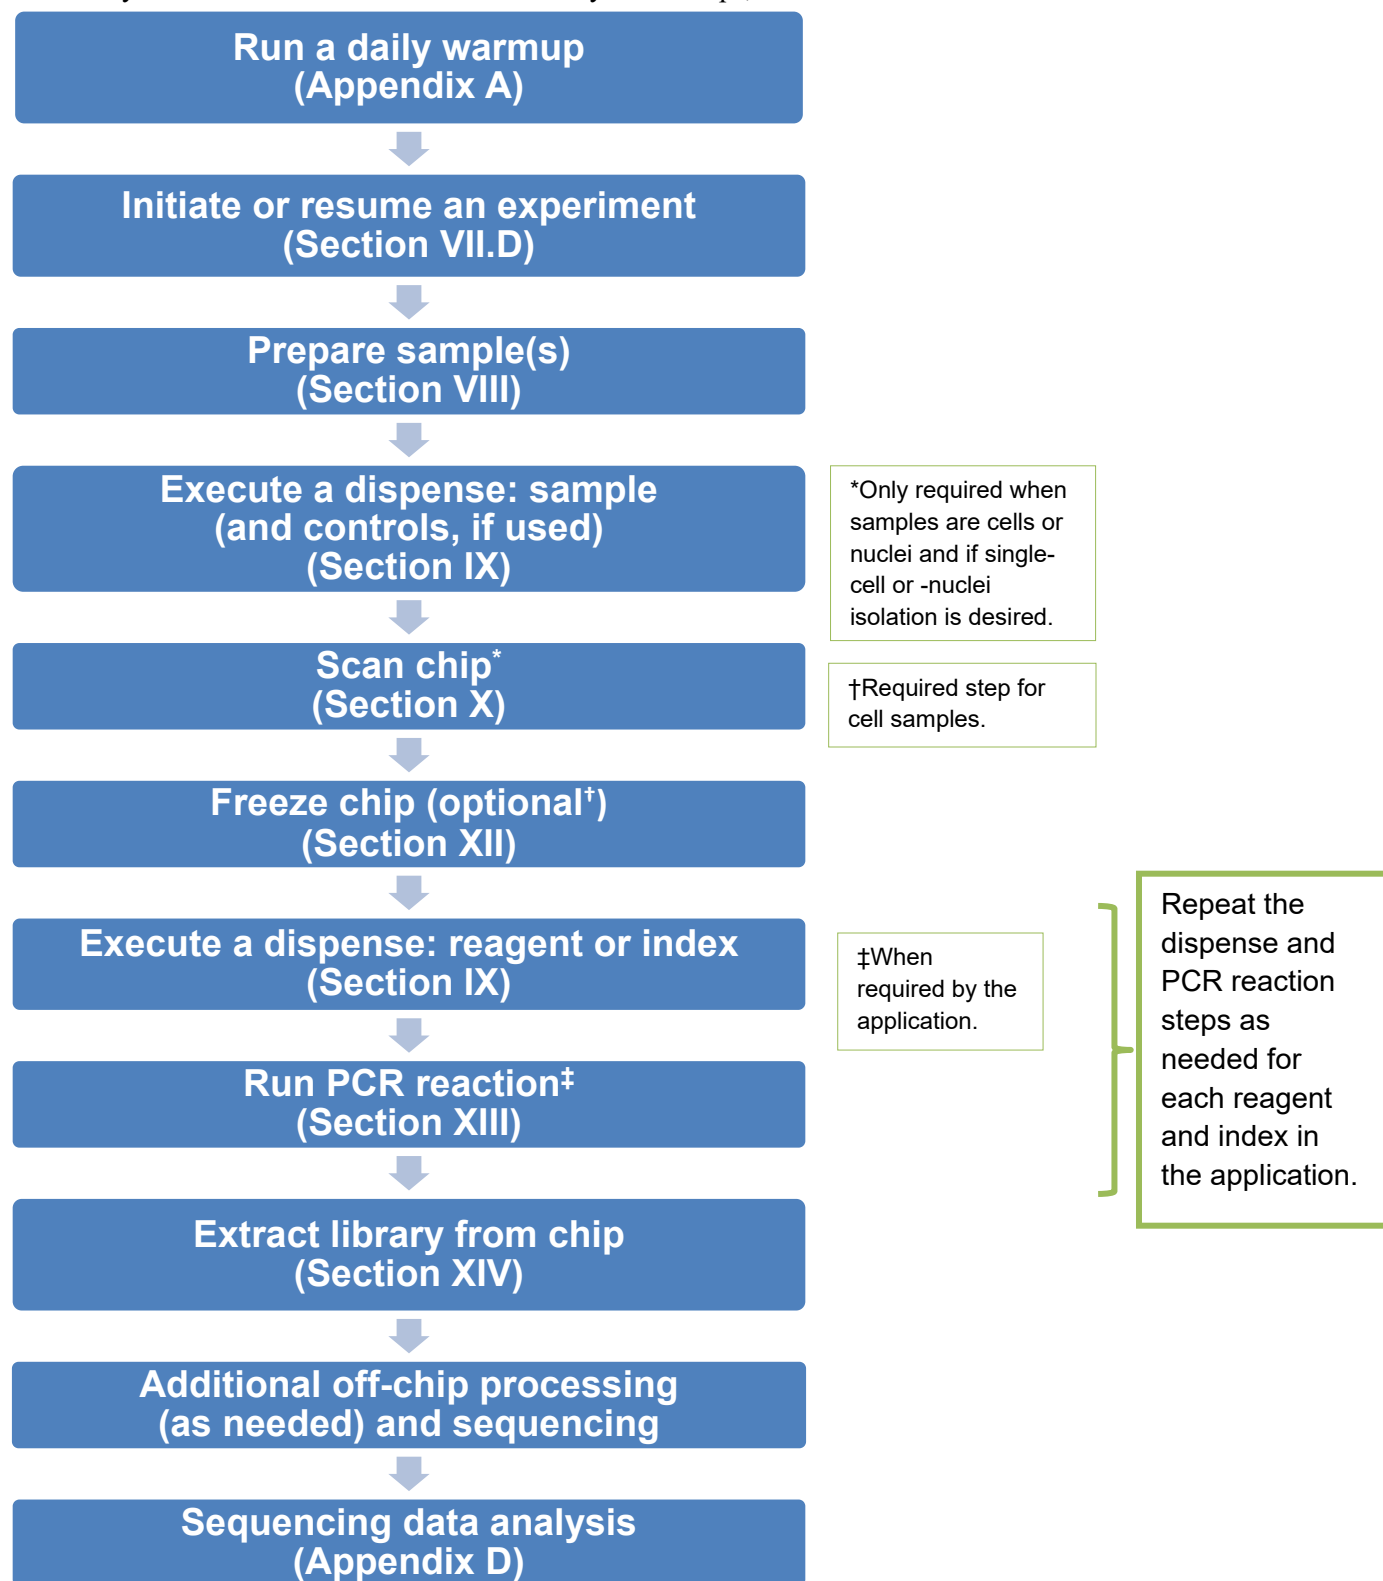 Run a daily warmup
(Appendix A)
Initiate or resume an experiment
(Section VII.D)
Prepare sample(s)
(Section VIII)
Execute a dispense: sample
(and controls, if used)
(Section IX)
*Only required when
samples are cells or
nuclei and if single-
cell or -nuclei
isolation is desired.
Scan chip*
(Section X)
†Required step for
cell samples.
Freeze chip (optional†)
(Section XII)
Execute a dispense: reagent or index
(Section IX)
‡When
required by the
application.
Repeat the
dispense and
PCR reaction
steps as
needed for
each reagent
and index in
the application.
Run PCR reaction‡
(Section XIII)
Extract library from chip
(Section XIV)
Additional off-chip processing
(as needed) and sequencing
Sequencing data analysis
(Appendix D)